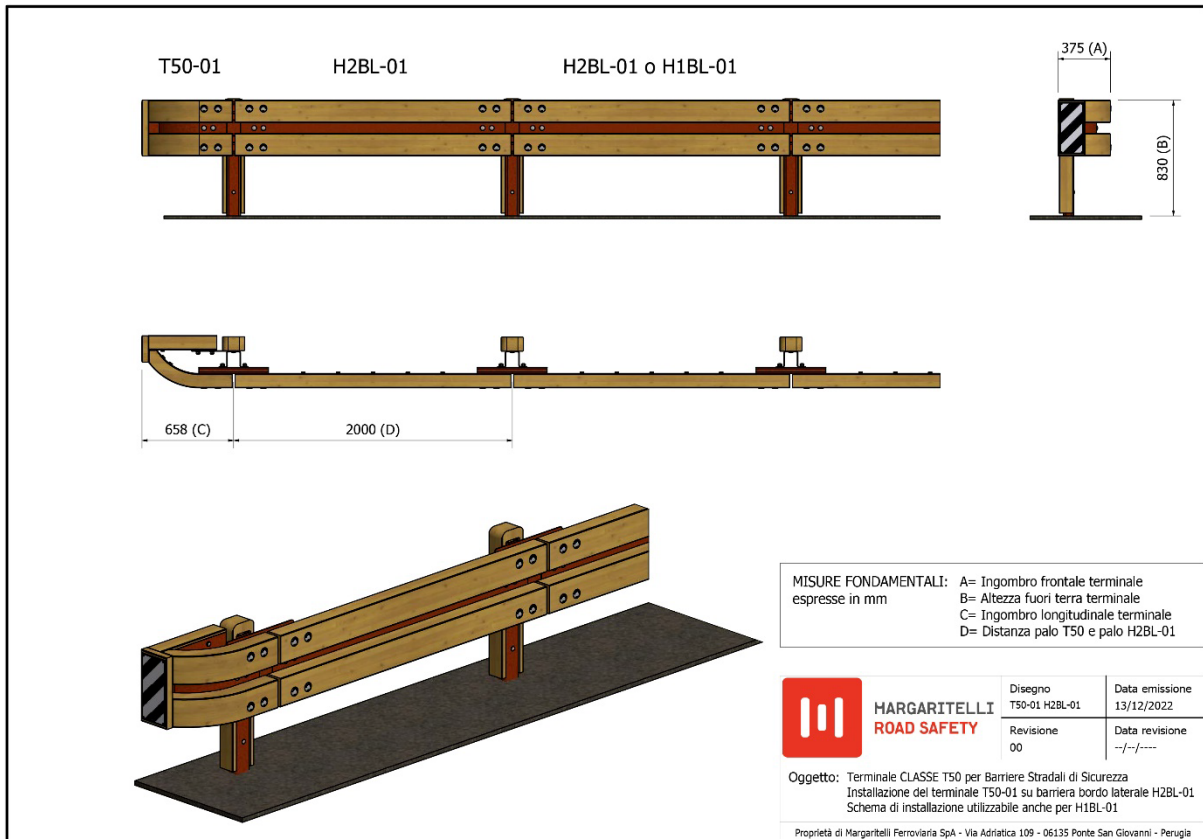 T50-01
H2BL-01
H2BL-01 o H1BL-01
375 (A)
830 (B)
658 (C)
2000 (D)
MISURE FONDAMENTALI:
espresse in mm
A= Ingombro frontale terminale
B= Altezza fuori terra terminale
C= Ingombro longitudinale terminale
D= Distanza palo T50 e palo H2BL-01
MARGARITELLI
ROAD SAFETY
Disegno
T50-01 H2BL-01
Data emissione
13/12/2022
Revisione
00
Data revisione
--/--/----
Oggetto: Terminale CLASSE T50 per Barriere Stradali di Sicurezza
Installazione del terminale T50-01 su barriera bordo laterale H2BL-01
Schema di installazione utilizzabile anche per H1BL-01
Proprietà di Margaritelli Ferroviaria SpA - Via Adriatica 109 - 06135 Ponte San Giovanni - Perugia